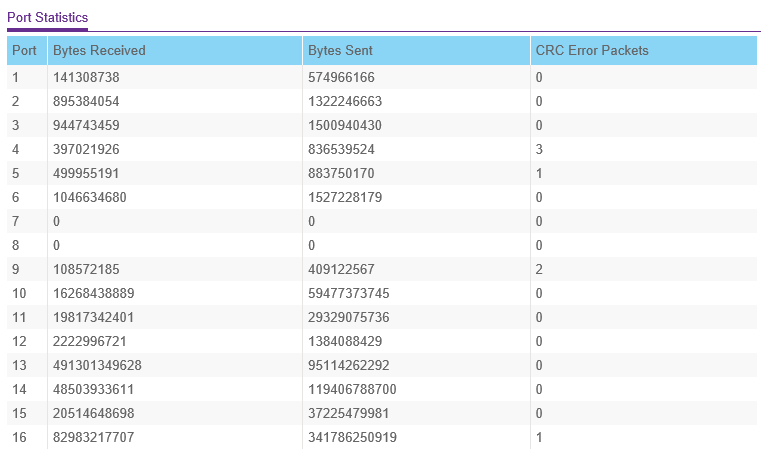 Port Statistics
Port Bytes Received Bytes Sent CRC Error Packets
1 141308738 574966166 0
2 895384054 1322246663 0
3 944743459 1500940430 0
4 397021926 836539524 3
5 499955191 883750170 1
6 1046634680 1527228179 0
7 0 0 0
8 0 0 0
9 108572185 409122567 2
10 16268438889 59477373745 0
11 19817342401 29329075736 0
12 2222996721 1384088429 0
13 491301349628 95114262292 0
14 48503933611 119406788700 0
15 20514648698 37225479981 0
16 82983217707 341786250919 1